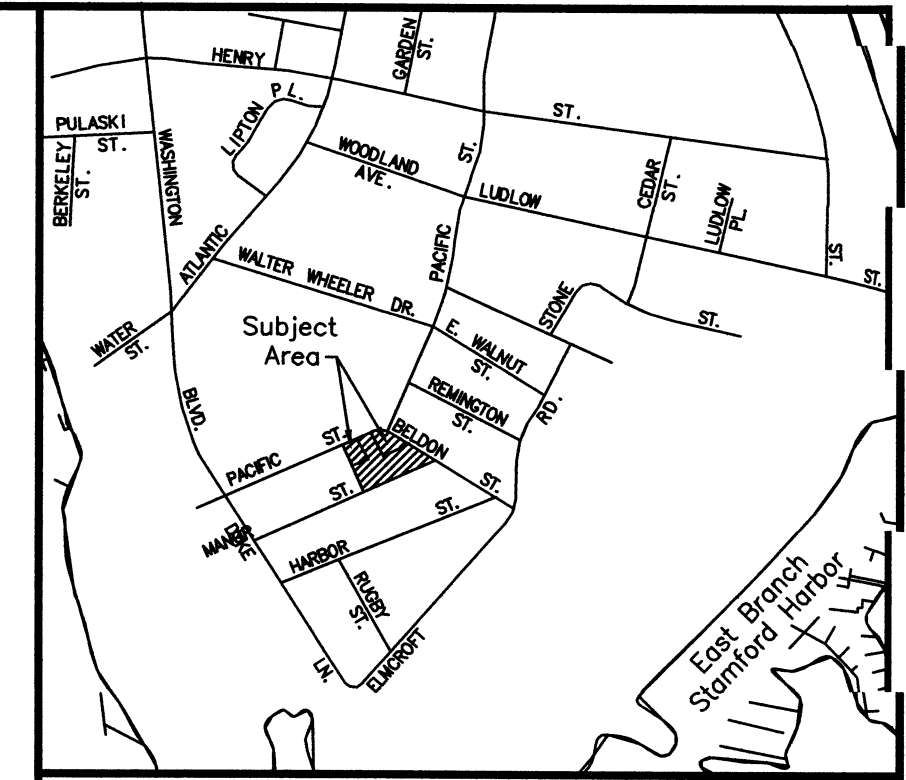 HENRY
GARDEN
ST.
ST.
LIPTON
PL.
PULASKI
ST.
BERKELEY
ST.
WASHINGTON
BLVD.
WOODLAND
AVE.
ST.
PACIFIC
LUDLOW
CEDAR
ST.
LUDLOW
PL.
ST.
ST.
ATLANTIC
WALTER WHEELER DR.
WATER
ST.
STONE
ST.
Subject
Area
E. WALNUT
ST.
REMINGTON
ST.
RD.
BELDON
ST.
PACIFIC
ST.
MANOR
ST.
DYKE
LN.
HARBOR
ST.
RUGBY
ST.
ELMCROFT
East Branch
Stamford Harbor